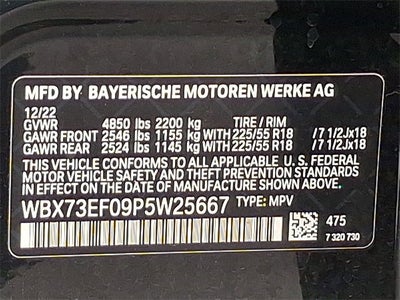 MFD BY BAYERISCHE MOTOREN WERKE AG
12/22
GVWR 4850 lbs 2200 kg TIRE / RIM
GAWR FRONT 2546 lbs 1155 kg WITH 225/55 R18 /7 1/2Jx18
GAWR REAR 2524 lbs 1145 kg WITH 225/55 R18 /7 1/2Jx18
THIS VEHICLE CONFORMS TO ALL APPLICABLE U. S. FEDERAL
MOTOR VEHICLE SAFETY AND THEFT PREVENTION STANDARDS
IN EFFECT ON THE DATE OF MANUFACTURE SHOWN ABOVE.
WBX73EF09P5W25667 TYPE: MPV
475
7 320 730